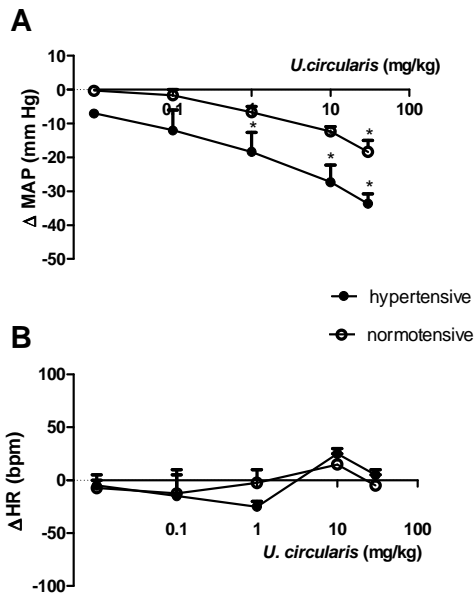 A
U.circularis (mg/kg)
10
0
-10
-20
-30
-40
-50
Δ MAP (mm Hg)
0.1 1 10 100
*
*
*
*
hypertensive
normotensive
B
100
50
0
-50
-100
ΔHR (bpm)
0.1 1 10 100
U. circularis (mg/kg)